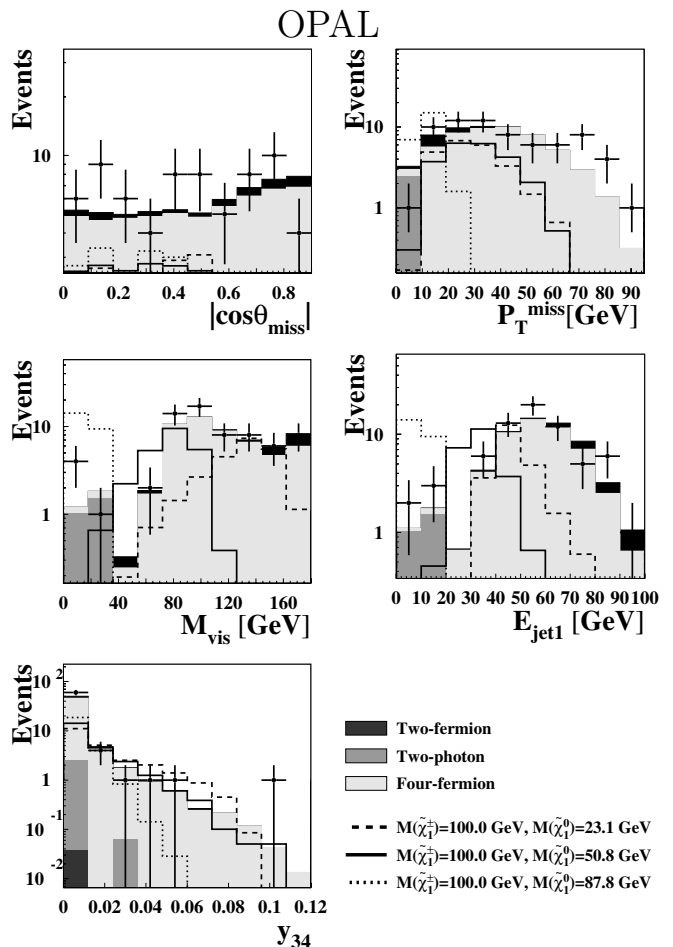 OPAL
Events
10
0 0.2 0.4 0.6 0.8
|cosθmiss|
Events
10
1
0 10 20 30 40 50 60 70 80 90
PTmiss[GeV]
Events
10
1
0 40 80 120 160
Mvis [GeV]
Events
10
1
0 10 20 30 40 50 60 70 80 90 100
Ejet1 [GeV]
Events
10 2
10
1
10 -1
10 -2
0 0.02 0.04 0.06 0.08 0.1 0.12
y34
Two-fermion
Two-photon
Four-fermion
M(χ̃1±)=100.0 GeV, M(χ̃10)=23.1 GeV
M(χ̃1±)=100.0 GeV, M(χ̃10)=50.8 GeV
M(χ̃1±)=100.0 GeV, M(χ̃10)=87.8 GeV